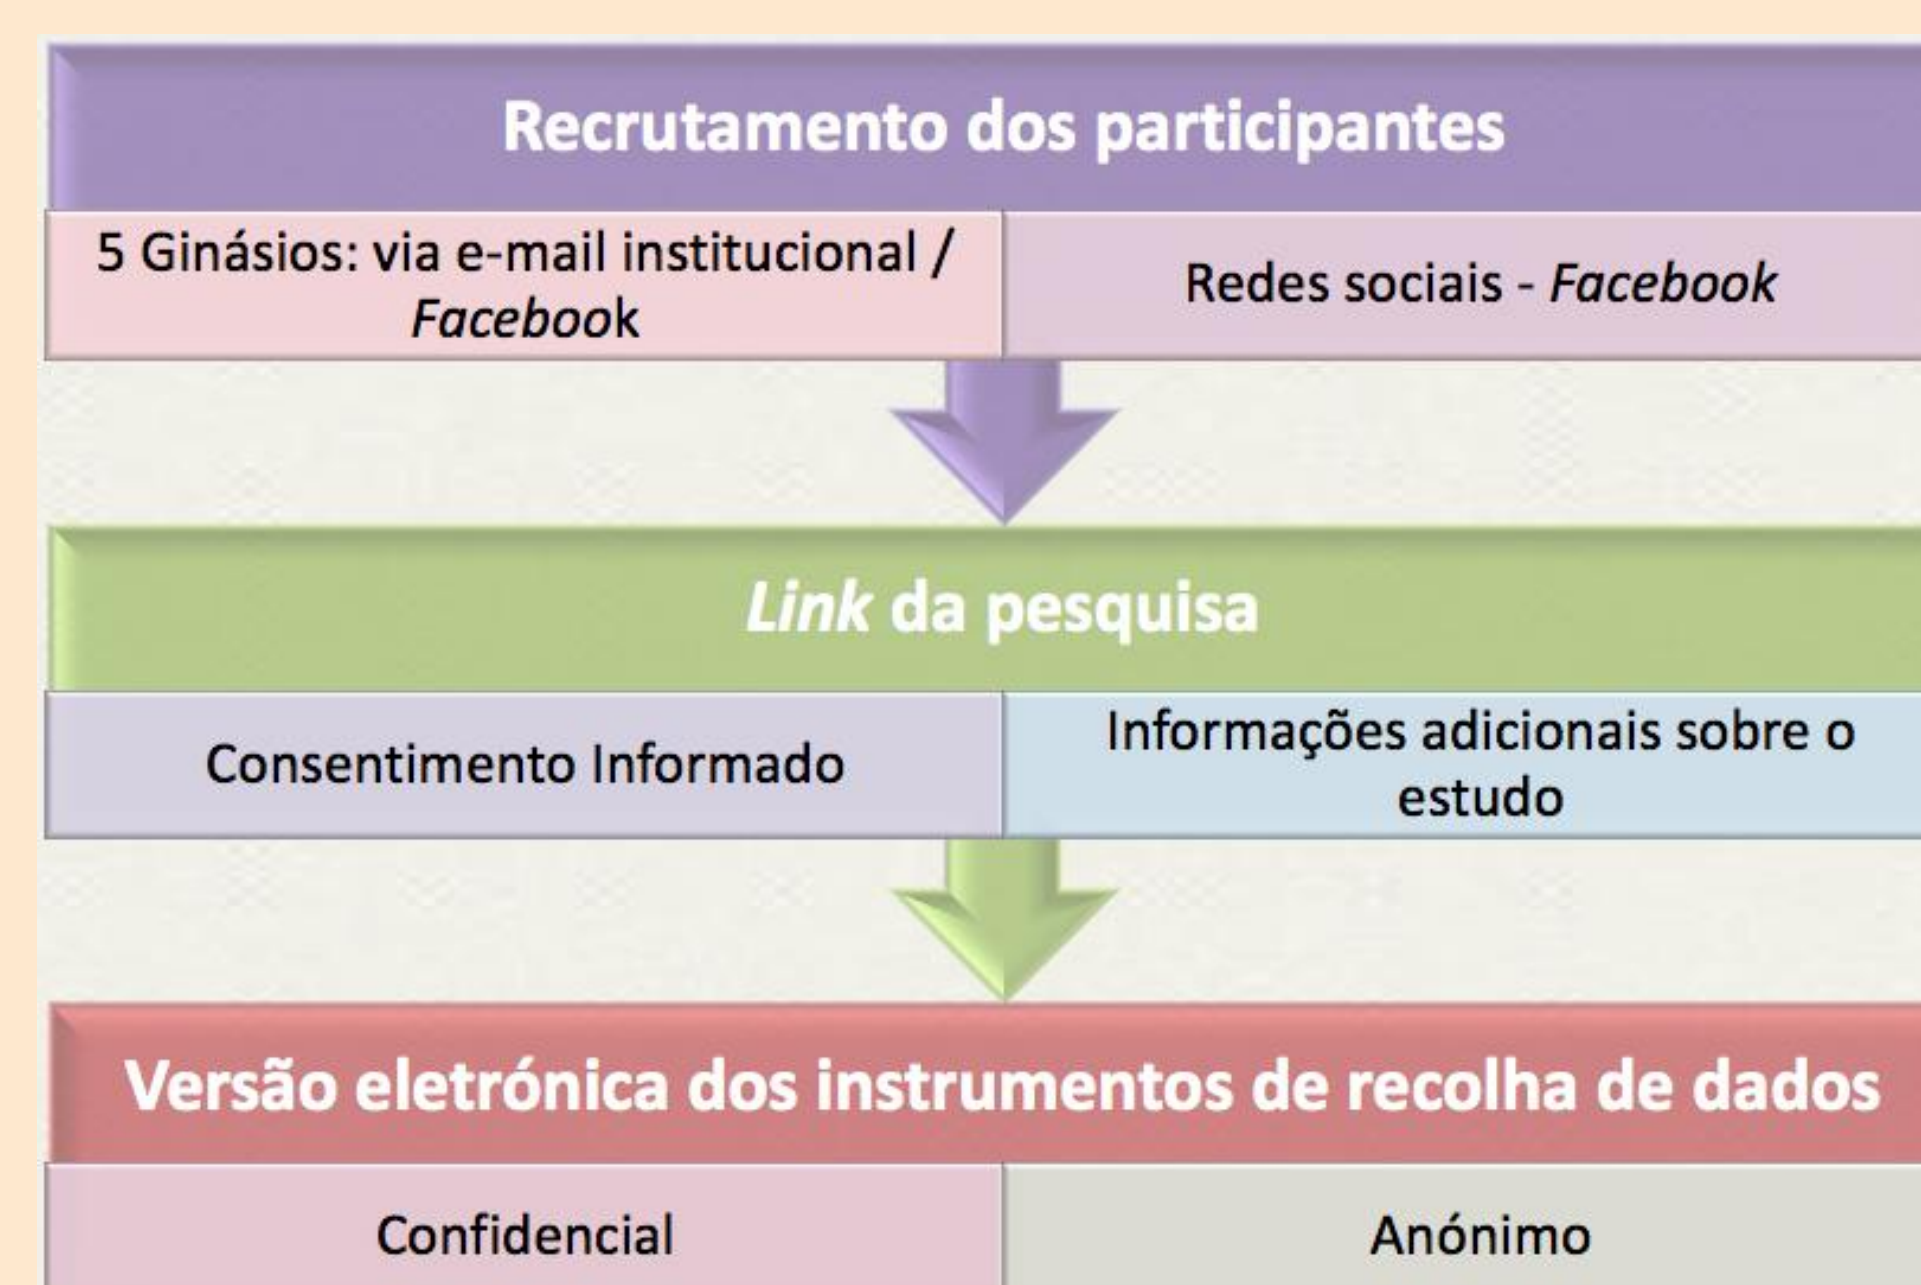 Recrutamento dos participantes
5 Ginásios: via e-mail institucional /
Facebook
Redes sociais - Facebook
Link da pesquisa
Consentimento Informado
Informações adicionais sobre o
estudo
Versão eletrónica dos instrumentos de recolha de dados
Confidencial
Anónimo